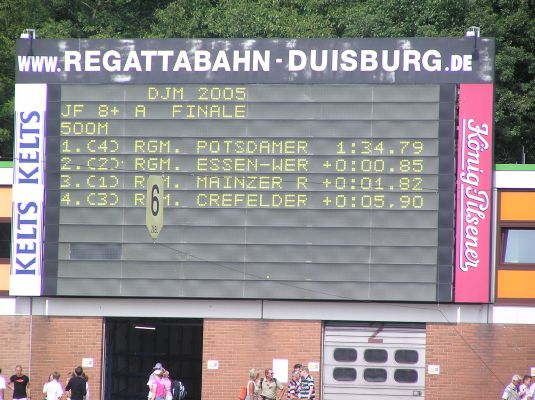 www.REGATTABAHN-DUISBURG.DE
DJM 2005
JF 8+ A FINALE
500M
1.(4) RGM. POTSDAMER 1:34.79
2.(2) RGM. ESSEN-WER +0:00.85
3.(1) RGM. MAINZER R +0:01.82
4.(3) RGM. CREFELDER +0:05,90
KELTS
KELTS
6
König Pilsener
2